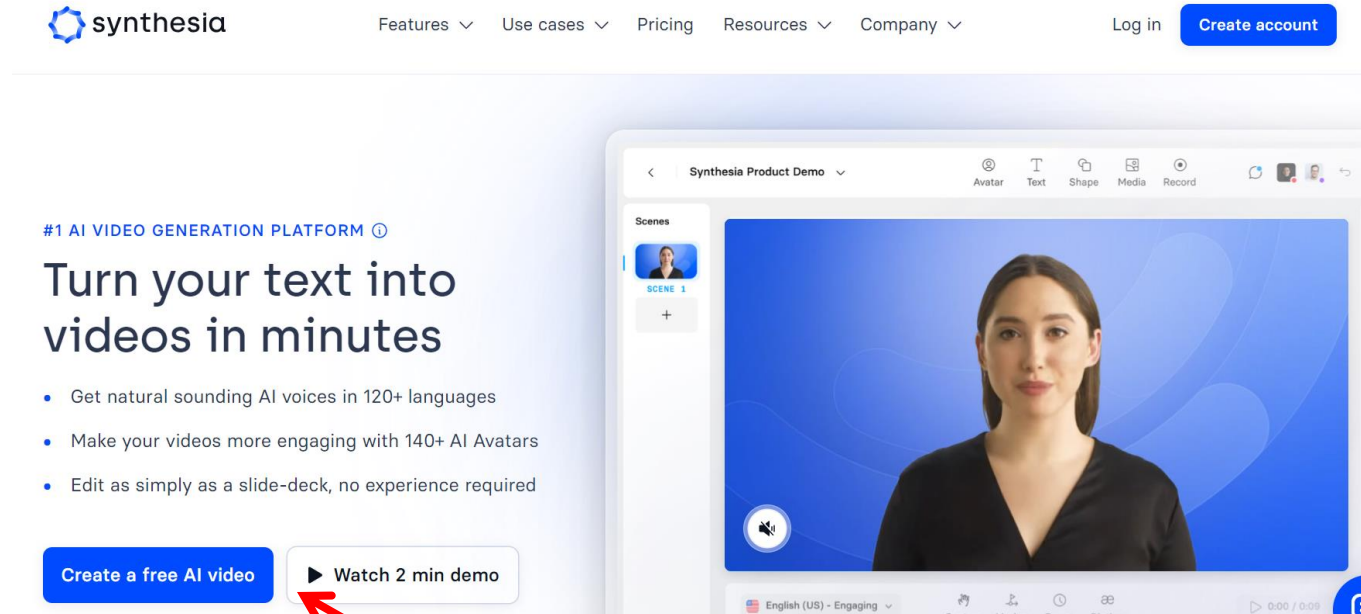 synthesia
Features
Use cases
Pricing
Resources
Company
Log in
Create account
Synthesia Product Demo
Avatar
Text
Shape
Media
Record
Scenes
SCENE 1
#1 AI VIDEO GENERATION PLATFORM
Turn your text into
videos in minutes
Get natural sounding AI voices in 120+ languages
Make your videos more engaging with 140+ AI Avatars
Edit as simply as a slide-deck, no experience required
Create a free AI video
Watch 2 min demo
English (US) - Engaging
æ
0:00 / 0:09